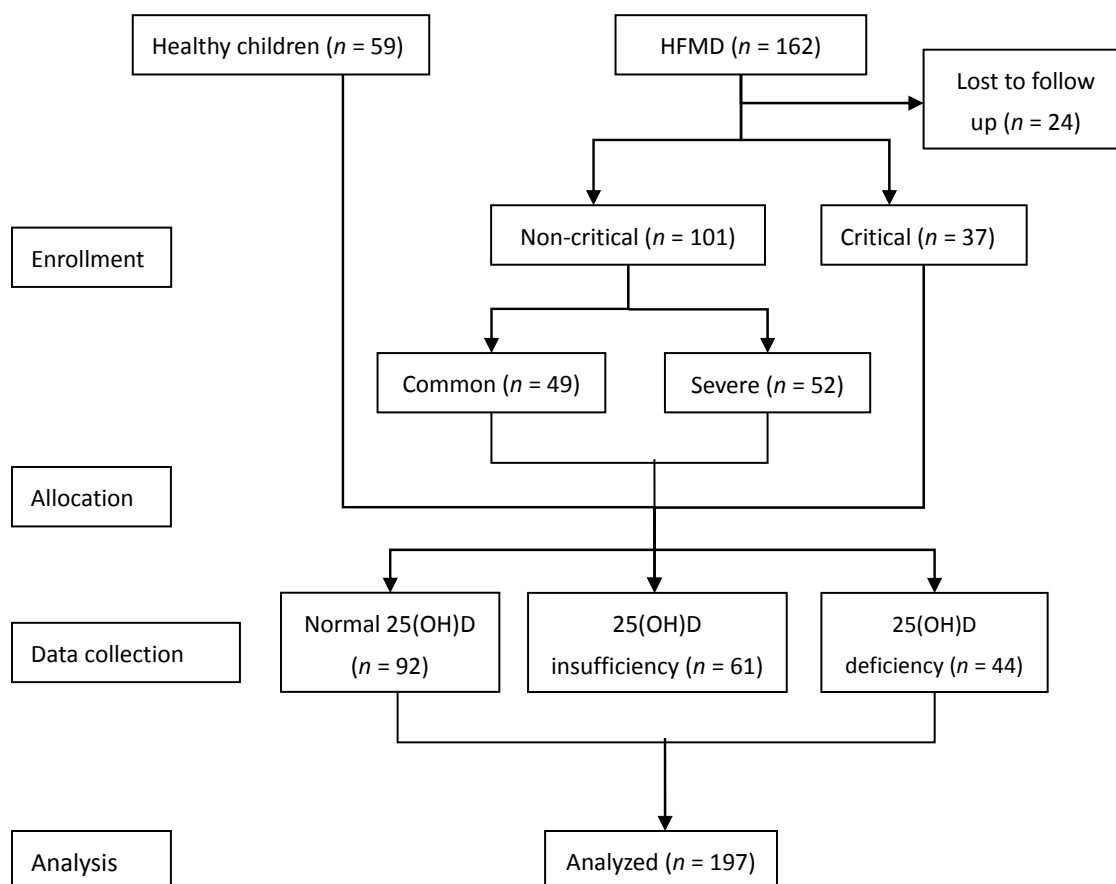 Healthy children (n = 59)
HFMD (n = 162)
Lost to follow
up (n = 24)
Enrollment
Non-critical (n = 101)
Critical (n = 37)
Common (n = 49)
Severe (n = 52)
Allocation
Data collection
Normal 25(OH)D
(n = 92)
25(OH)D
insufficiency (n = 61)
25(OH)D
deficiency (n = 44)
Analysis
Analyzed (n = 197)